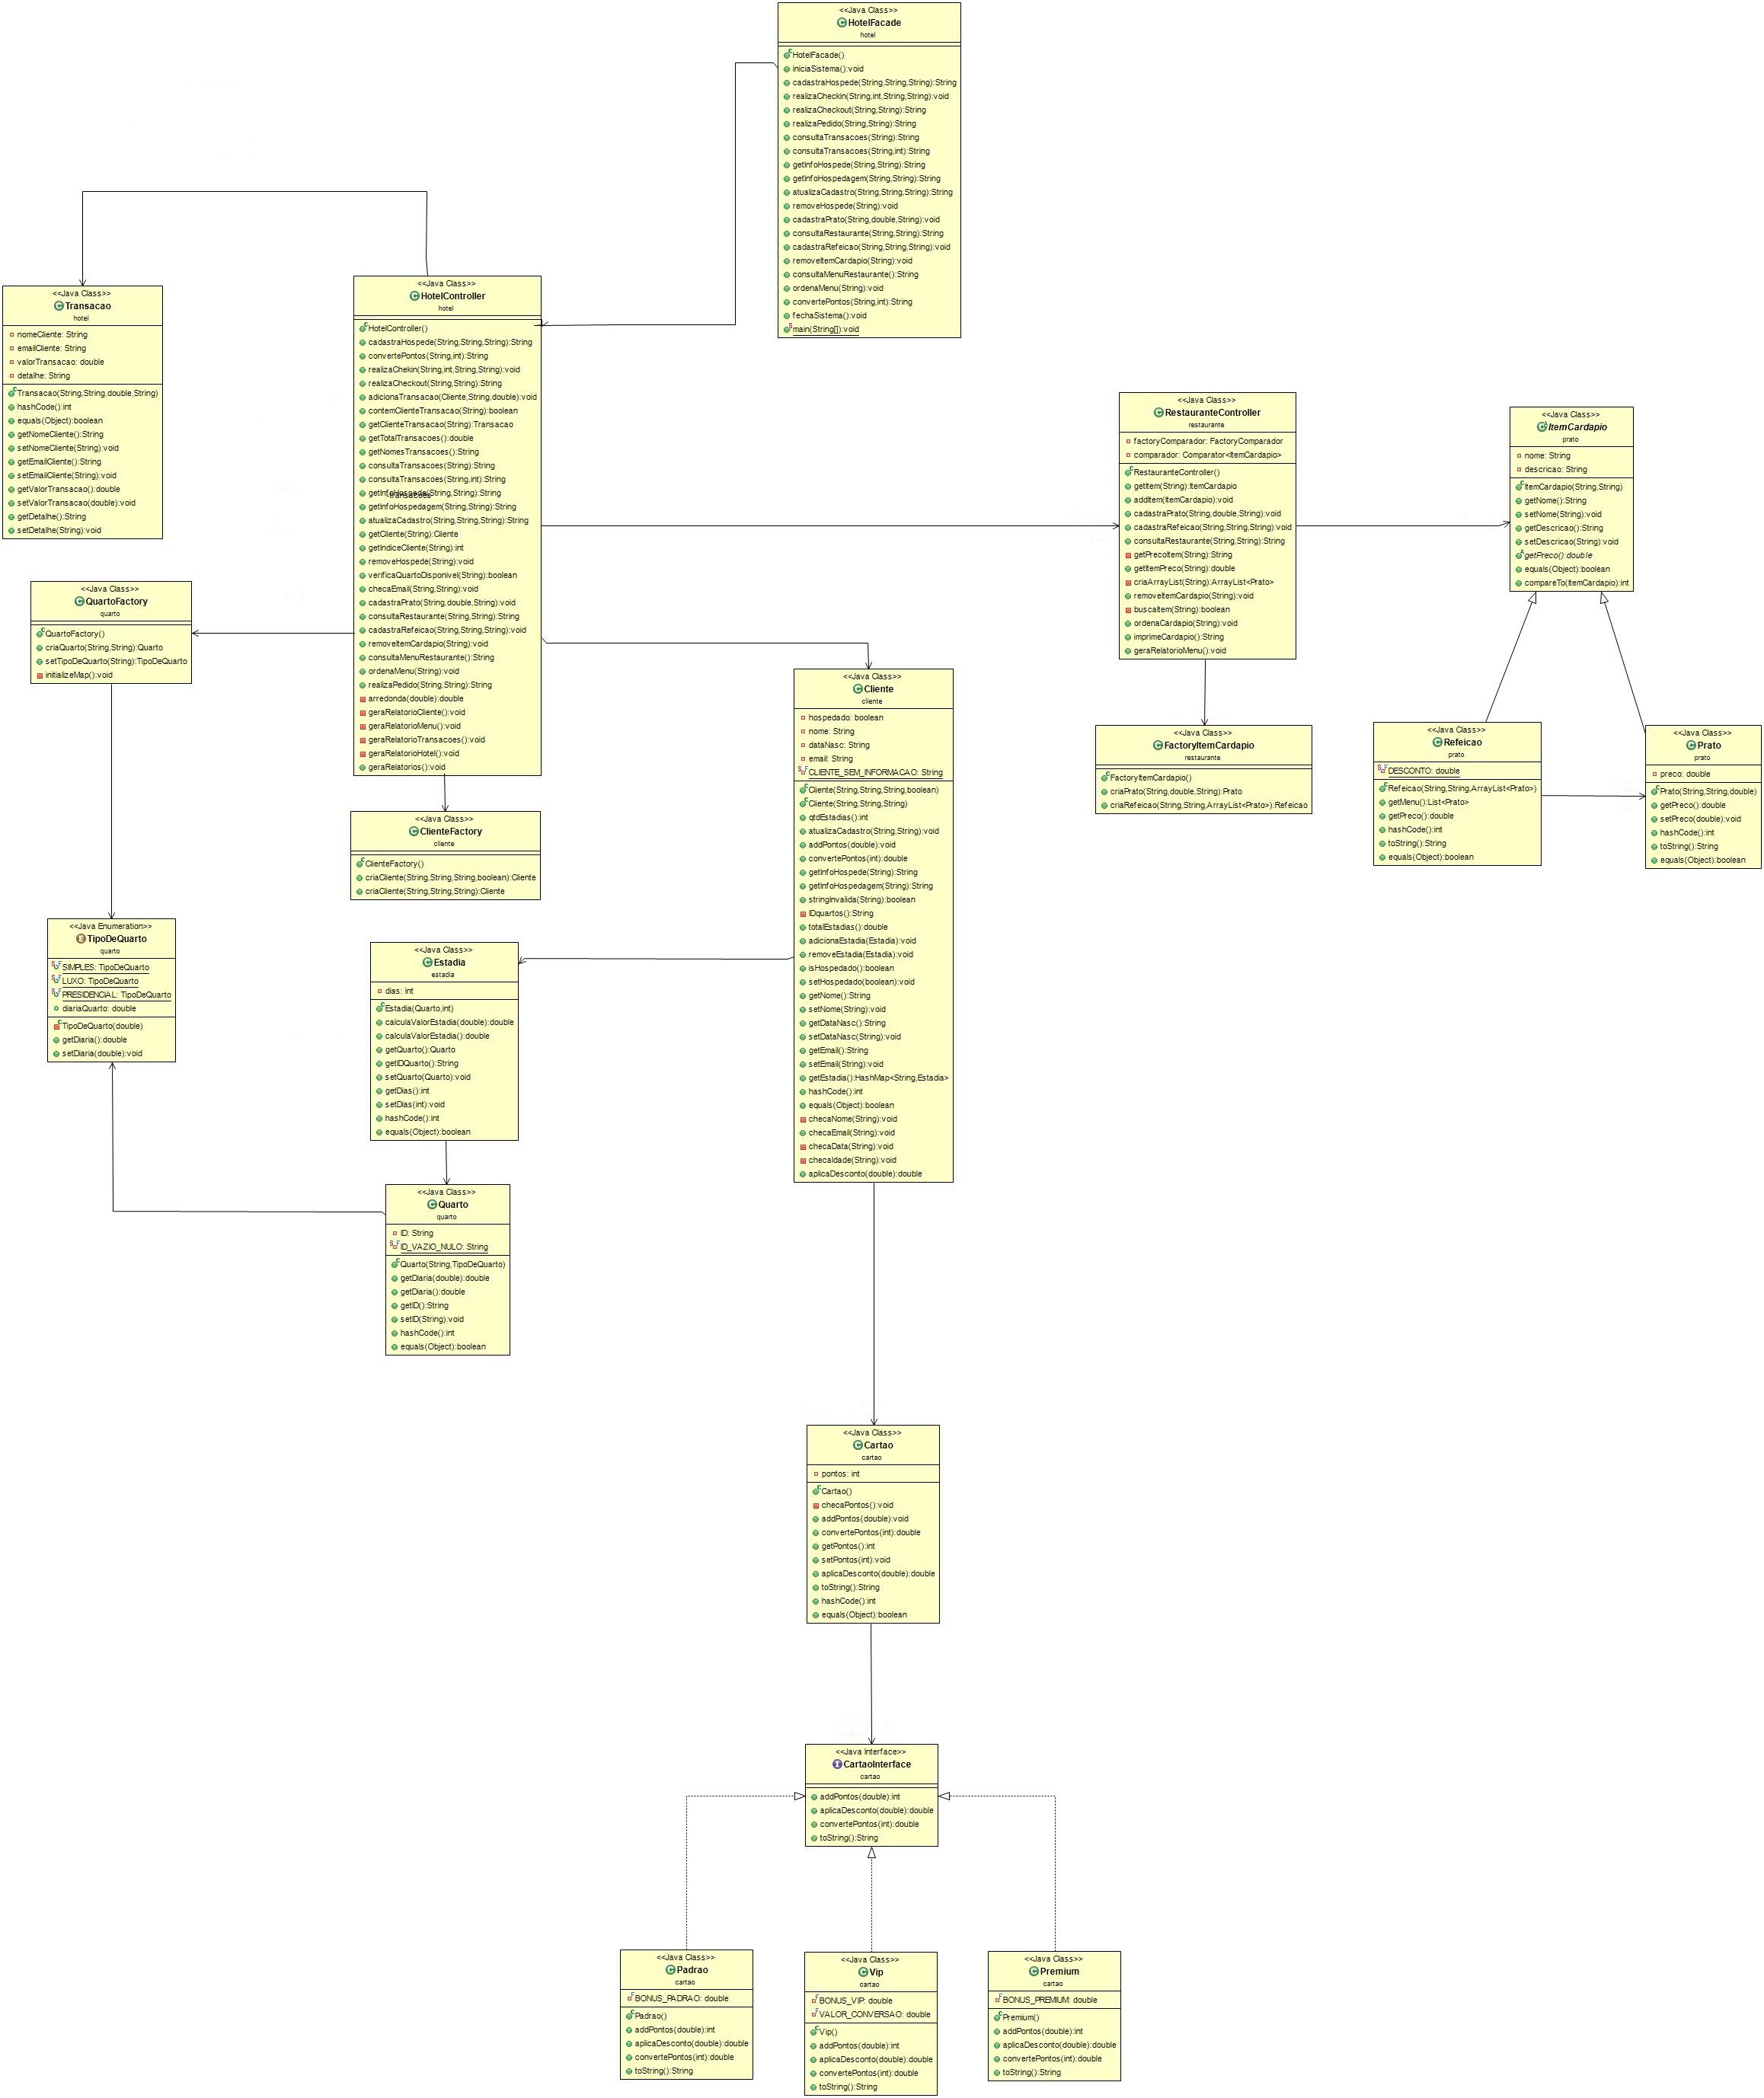 <<Java Class>>
HotelFacade
hotel
HotelFacade()
iniciaSistema():void
cadastraHospede(String,String,String):String
realizaCheckin(String,int,String,String):void
realizaCheckout(String,String):String
realizaPedido(String,String):String
consultaTransacoes(String):String
consultaTransacoes(String,int):String
getInfoHospede(String,String):String
getInfoHospedagem(String,String):String
atualizaCadastro(String,String,String):String
removeHospede(String):void
cadastraPrato(String,double,String):void
consultaRestaurante(String,String):String
cadastraRefeicao(String,String,String):void
removeItemCardapio(String):void
consultaMenuRestaurante():String
ordenaMenu(String):void
convertePontos(String,int):String
fechaSistema():void
main(String[]):void
<<Java Class>>
Transacao
hotel
nomeCliente: String
emailCliente: String
valorTransacao: double
detalhe: String
Transacao(String,String,double,String)
hashCode():int
equals(Object):boolean
getNomeCliente():String
setNomeCliente(String):void
getEmailCliente():String
setEmailCliente(String):void
getValorTransacao():double
setValorTransacao(double):void
getDetalhe():String
setDetalhe(String):void
<<Java Class>>
HotelController
hotel
HotelController()
cadastraHospede(String,String,String):String
convertePontos(String,int):String
realizaChekin(String,int,String,String):void
realizaCheckout(String,String):String
adicionaTransacao(Cliente,String,double):void
contemClienteTransacao(String):boolean
getClienteTransacao(String):Transacao
getTotalTransacoes():double
getNomesTransacoes():String
consultaTransacoes(String):String
consultaTransacoes(String,int):String
getInfoHospede(String,String):String
-transacoes
getInfoHospedagem(String,String):String
atualizaCadastro(String,String,String):String
getCliente(String):Cliente
getIndiceCliente(String):int
removeHospede(String):void
verificaQuartoDisponivel(String):boolean
checaEmail(String,String):void
cadastraPrato(String,double,String):void
consultaRestaurante(String,String):String
cadastraRefeicao(String,String,String):void
removeItemCardapio(String):void
consultaMenuRestaurante():String
ordenaMenu(String):void
realizaPedido(String,String):String
arredonda(double):double
geraRelatorioCliente():void
geraRelatorioMenu():void
geraRelatorioTransacoes():void
geraRelatorioHotel():void
geraRelatorios():void
<<Java Class>>
RestauranteController
restaurante
factoryComparador: FactoryComparador
comparador: Comparator<ItemCardapio>
RestauranteController()
getItem(String):ItemCardapio
addItem(ItemCardapio):void
cadastraPrato(String,double,String):void
cadastraRefeicao(String,String,String):void
consultaRestaurante(String,String):String
getPrecoItem(String):String
getItemPreco(String):double
criaArrayList(String):ArrayList<Prato>
removeItemCardapio(String):void
buscaItem(String):boolean
ordenaCardapio(String):void
imprimeCardapio():String
geraRelatorioMenu():void
<<Java Class>>
ItemCardapio
prato
nome: String
descricao: String
ItemCardapio(String,String)
getNome():String
setNome(String):void
getDescricao():String
setDescricao(String):void
getPreco():double
equals(Object):boolean
compareTo(ItemCardapio):int
<<Java Class>>
QuartoFactory
quarto
QuartoFactory()
criaQuarto(String,String):Quarto
setTipoDeQuarto(String):TipoDeQuarto
initializeMap():void
<<Java Class>>
Cliente
cliente
hospedado: boolean
nome: String
dataNasc: String
email: String
CLIENTE_SEM_INFORMACAO: String
Cliente(String,String,String,boolean)
Cliente(String,String,String)
qtdEstadias():int
atualizaCadastro(String,String):void
addPontos(double):void
convertePontos(int):double
getInfoHospede(String):String
getInfoHospedagem(String):String
stringInvalida(String):boolean
IDquartos():String
totalEstadias():double
adicionaEstadia(Estadia):void
removeEstadia(Estadia):void
isHospedado():boolean
setHospedado(boolean):void
getNome():String
setNome(String):void
getDataNasc():String
setDataNasc(String):void
getEmail():String
setEmail(String):void
getEstadia():HashMap<String,Estadia>
hashCode():int
equals(Object):boolean
checaNome(String):void
checaEmail(String):void
checaData(String):void
checaIdade(String):void
aplicaDesconto(double):double
<<Java Class>>
FactoryItemCardapio
restaurante
FactoryItemCardapio()
criaPrato(String,double,String):Prato
criaRefeicao(String,String,ArrayList<Prato>):Refeicao
<<Java Class>>
Refeicao
prato
DESCONTO: double
Refeicao(String,String,ArrayList<Prato>)
getMenu():List<Prato>
getPreco():double
hashCode():int
toString():String
equals(Object):boolean
<<Java Class>>
Prato
prato
preco: double
Prato(String,String,double)
getPreco():double
setPreco(double):void
hashCode():int
toString():String
equals(Object):boolean
<<Java Class>>
ClienteFactory
cliente
ClienteFactory()
criaCliente(String,String,String,boolean):Cliente
criaCliente(String,String,String):Cliente
<<Java Enumeration>>
TipoDeQuarto
quarto
SIMPLES: TipoDeQuarto
LUXO: TipoDeQuarto
PRESIDENCIAL: TipoDeQuarto
diariaQuarto: double
TipoDeQuarto(double)
getDiaria():double
setDiaria(double):void
<<Java Class>>
Estadia
estadia
dias: int
Estadia(Quarto,int)
calculaValorEstadia(double):double
calculaValorEstadia():double
getQuarto():Quarto
getIDQuarto():String
setQuarto(Quarto):void
getDias():int
setDias(int):void
hashCode():int
equals(Object):boolean
<<Java Class>>
Quarto
quarto
ID: String
ID_VAZIO_NULO: String
Quarto(String,TipoDeQuarto)
getDiaria(double):double
getDiaria():double
getID():String
setID(String):void
hashCode():int
equals(Object):boolean
<<Java Class>>
Cartao
cartao
pontos: int
Cartao()
checaPontos():void
addPontos(double):void
convertePontos(int):double
getPontos():int
setPontos(int):void
aplicaDesconto(double):double
toString():String
hashCode():int
equals(Object):boolean
<<Java Interface>>
CartaoInterface
cartao
addPontos(double):int
aplicaDesconto(double):double
convertePontos(int):double
toString():String
<<Java Class>>
Padrao
cartao
BONUS_PADRAO: double
Padrao()
addPontos(double):int
aplicaDesconto(double):double
convertePontos(int):double
toString():String
<<Java Class>>
Vip
cartao
BONUS_VIP: double
VALOR_CONVERSAO: double
Vip()
addPontos(double):int
aplicaDesconto(double):double
convertePontos(int):double
toString():String
<<Java Class>>
Premium
cartao
BONUS_PREMIUM: double
Premium()
addPontos(double):int
aplicaDesconto(double):double
convertePontos(int):double
toString():String